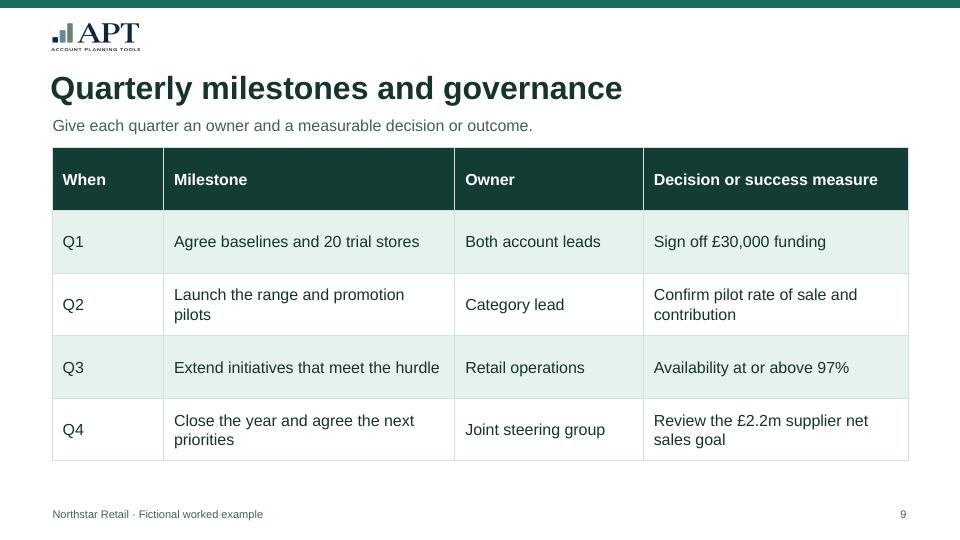 APT
ACCOUNT PLANNING TOOLS
Quarterly milestones and governance
Give each quarter an owner and a measurable decision or outcome.
When Milestone Owner Decision or success measure
Q1 Agree baselines and 20 trial stores Both account leads Sign off £30,000 funding
Q2 Launch the range and promotion pilots Category lead Confirm pilot rate of sale and contribution
Q3 Extend initiatives that meet the hurdle Retail operations Availability at or above 97%
Q4 Close the year and agree the next priorities Joint steering group Review the £2.2m supplier net sales goal
Northstar Retail · Fictional worked example 9